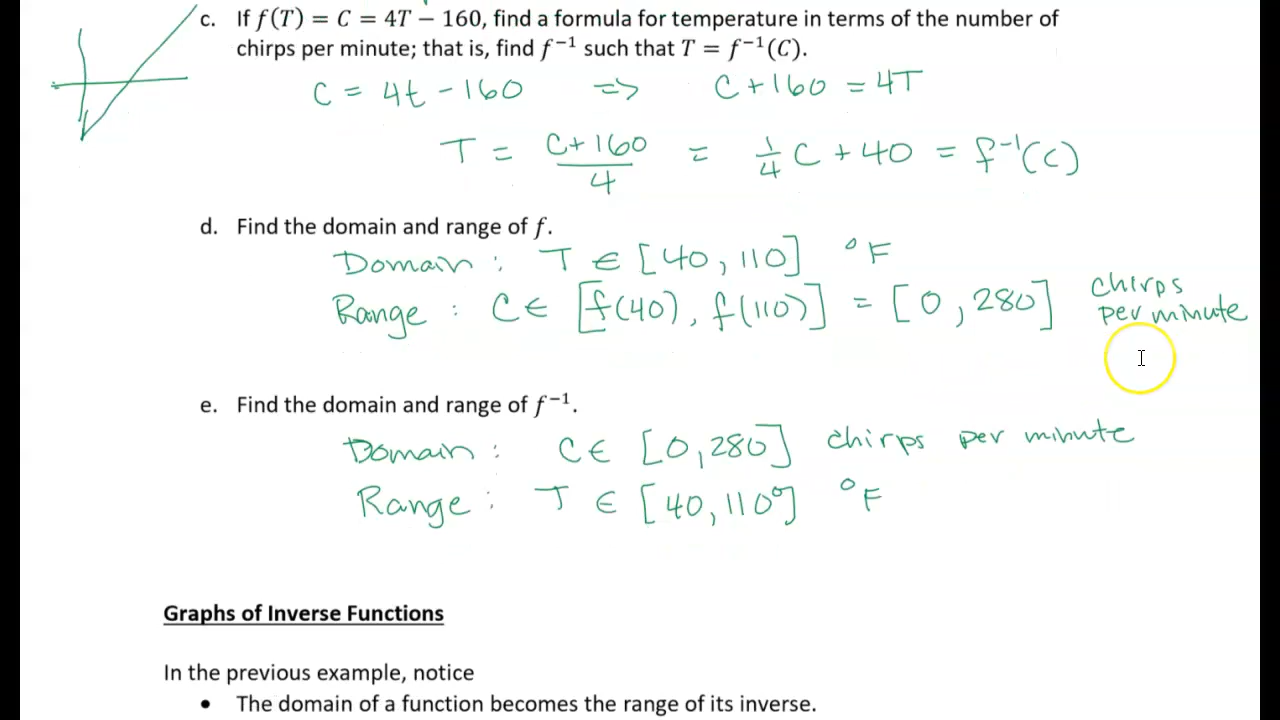 c. If f(T) = C = 4T − 160, find a formula for temperature in terms of the number of
chirps per minute; that is, find f⁻¹ such that T = f⁻¹(C).
C = 4t - 160 => C + 160 = 4T
T = C+160/4 = 1/4 C + 40 = f⁻¹(C)
d. Find the domain and range of f.
Domain : T ∈ [40, 110] °F
Range : C ∈ [f(40), f(110)] = [0, 280] chirps per minute
e. Find the domain and range of f⁻¹.
Domain : C ∈ [0, 280] chirps per minute
Range : T ∈ [40, 110°] °F
Graphs of Inverse Functions
In the previous example, notice
• The domain of a function becomes the range of its inverse.